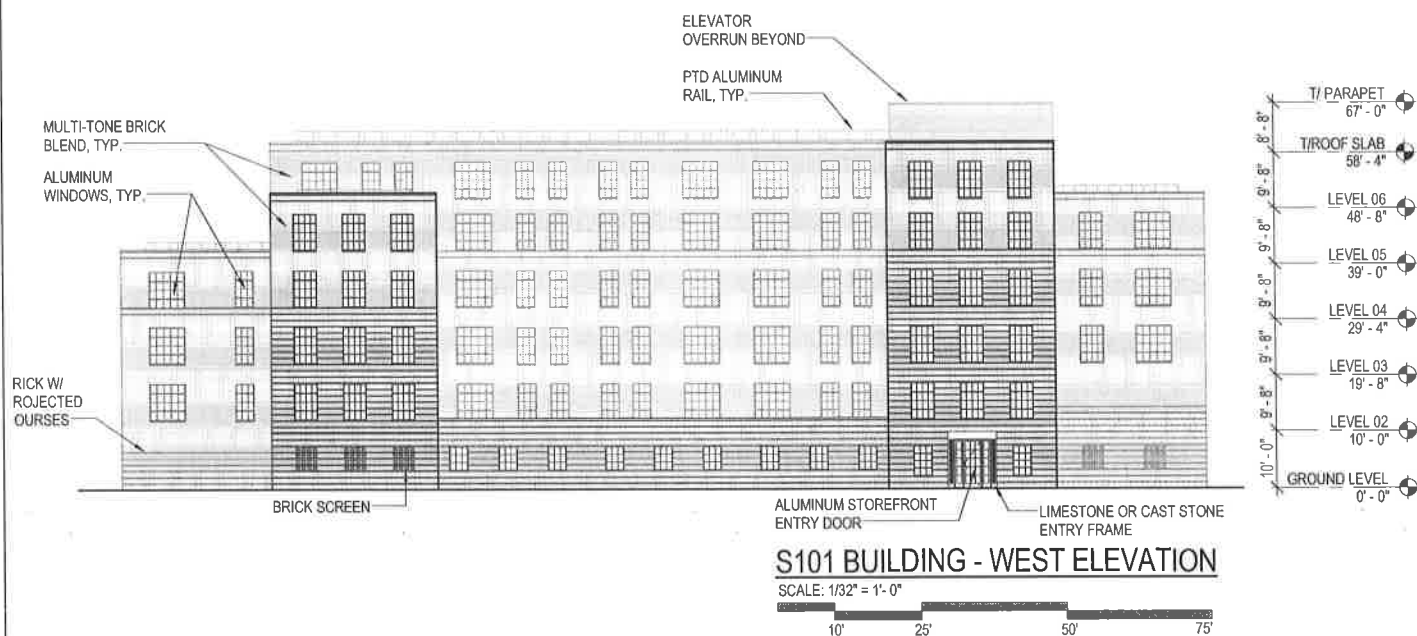 ELEVATOR
OVERRUN BEYOND
PTD ALUMINUM
RAIL, TYP.
MULTI-TONE BRICK
BLEND, TYP.
ALUMINUM
WINDOWS, TYP.
RICK W/
ROJECTED
OURSES
BRICK SCREEN
ALUMINUM STOREFRONT
ENTRY DOOR
LIMESTONE OR CAST STONE
ENTRY FRAME
T/ PARAPET
67' - 0"
8' - 8"
T/ROOF SLAB
58' - 4"
9' - 8"
LEVEL 06
48' - 8"
9' - 8"
LEVEL 05
39' - 0"
9' - 8"
LEVEL 04
29' - 4"
9' - 8"
LEVEL 03
19' - 8"
9' - 8"
LEVEL 02
10' - 0"
10' - 0"
GROUND LEVEL
0' - 0"
S101 BUILDING - WEST ELEVATION
SCALE: 1/32" = 1'- 0"
10' 25' 50' 75'